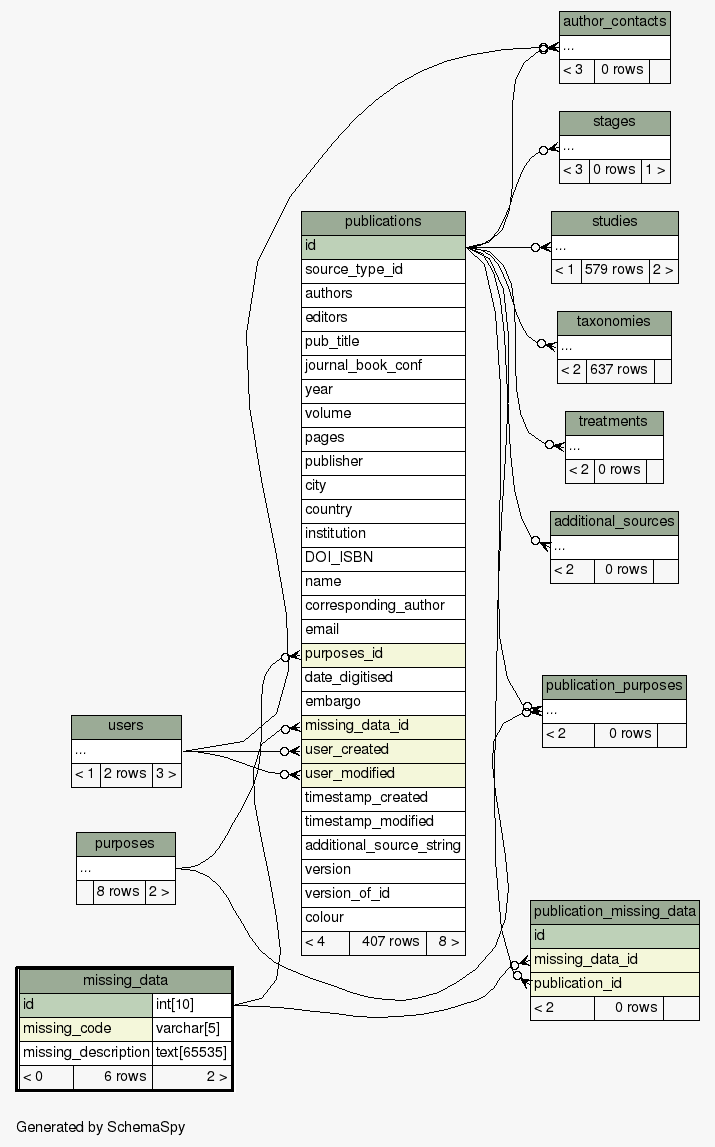 author_contacts
...
< 3 0 rows
stages
...
< 3 0 rows 1 >
studies
...
< 1 579 rows 2 >
taxonomies
...
< 2 637 rows
treatments
...
< 2 0 rows
additional_sources
...
< 2 0 rows
publication_purposes
...
< 2 0 rows
publication_missing_data
id
missing_data_id
publication_id
< 2 0 rows
publications
id
source_type_id
authors
editors
pub_title
journal_book_conf
year
volume
pages
publisher
city
country
institution
DOI_ISBN
name
corresponding_author
email
purposes_id
date_digitised
embargo
missing_data_id
user_created
user_modified
timestamp_created
timestamp_modified
additional_source_string
version
version_of_id
colour
< 4 407 rows 8 >
users
...
< 1 2 rows 3 >
purposes
...
8 rows 2 >
missing_data
id int[10]
missing_code varchar[5]
missing_description text[65535]
< 0 6 rows 2 >
Generated by SchemaSpy